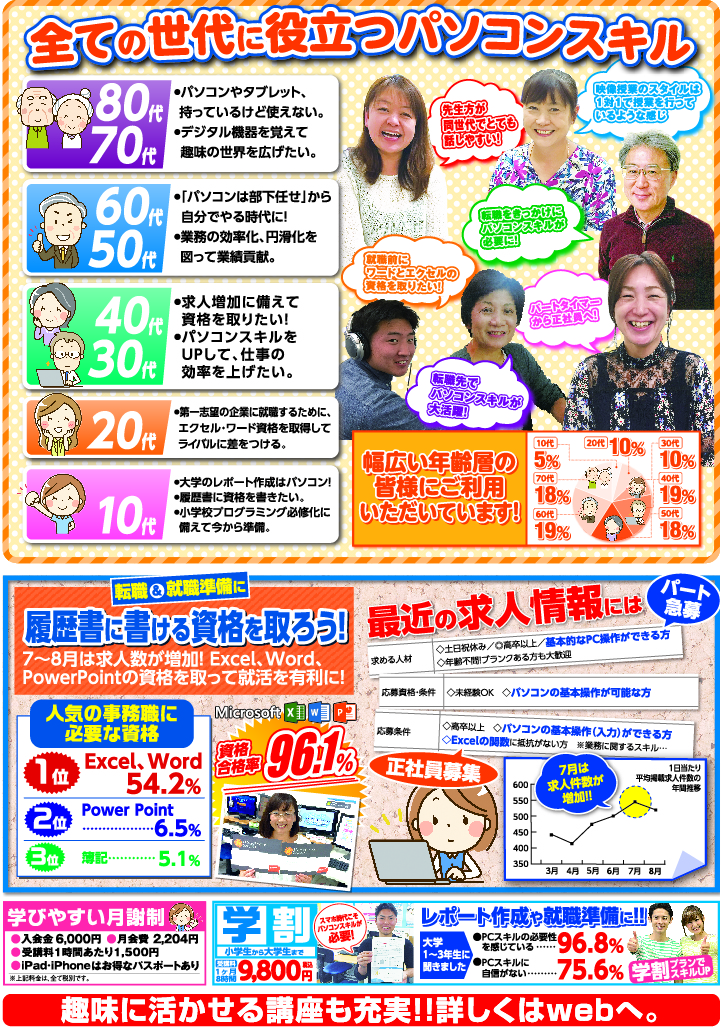 全ての世代に役立つパソコンスキル
80代
70代
●パソコンやタブレット、
持っているけど使えない。
●デジタル機器を覚えて
趣味の世界を広げたい。
60代
50代
●「パソコンは部下任せ」から
自分でやる時代に!
●業務の効率化、円滑化を
図って業績貢献。
40代
30代
●求人増加に備えて
資格を取りたい!
●パソコンスキルを
UPして、仕事の
効率を上げたい。
20代
●第一志望の企業に就職するために、
エクセル・ワード資格を取得して
ライバルに差をつける。
10代
●大学のレポート作成はパソコン!
●履歴書に資格を書きたい。
●小学校プログラミング必修化に
備えて今から準備。
先生方が
同世代でとても
話しやすい!
映像授業のスタイルは
1対1で授業を行って
いるような感じ
転職をきっかけに
パソコンスキルが
必要に!
就職前に
ワードとエクセルの
資格を取りたい!
パートタイマー
から正社員へ!
転職先で
パソコンスキルが
大活躍!
幅広い年齢層の
皆様にご利用
いただいています!
10代
5%
20代
10%
30代
10%
70代
18%
40代
19%
60代
19%
50代
18%
転職&就職準備に
履歴書に書ける資格を取ろう!
7〜8月は求人数が増加! Excel、Word、
PowerPointの資格を取って就活を有利に!
人気の事務職に
必要な資格
1位
Excel、Word
54.2%
2位
Power Point
..................6.5%
3位
簿記............5.1%
Microsoft
資格
合格率
96.1%
最近の求人情報には
パート
急募
求める人材
◇土日祝休み/◎高卒以上/基本的なPC操作ができる方
◇年齢不問!ブランクある方も大歓迎
応募資格・条件
◇未経験OK ◇パソコンの基本操作が可能な方
応募条件
◇高卒以上 ◇パソコンの基本操作(入力)ができる方
◇Excelの関数に抵抗がない方 ※業務に関するスキル…
正社員募集
7月は
求人件数が
増加!!
1日当たり
平均掲載求人件数の
年間推移
600
550
500
450
400
350
3月 4月 5月 6月 7月 8月
学びやすい月謝制
●入会金 6,000円 ●月会費 2,204円
●受講料1時間あたり1,500円
●iPad・iPhoneはお得なパスポートあり
※上記料金は、全て税別です。
学割
小学生から大学生まで
受講料
1ヶ月
8時間
9,800円
税込
スマホ時代こそ
パソコンスキルが
必要!
レポート作成や就職準備に!!
大学
1〜3年生に
聞きました
●PCスキルの必要性
を感じている……96.8%
●PCスキルに
自信がない………75.6%
学割プランで
スキルUP
趣味に活かせる講座も充実!!詳しくはwebへ。